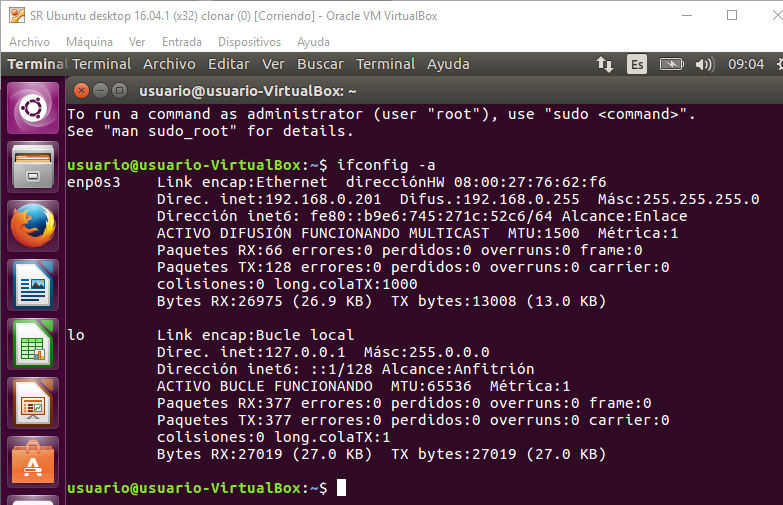 SR Ubuntu desktop 16.04.1 (x32) clonar (0) [Corriendo] - Oracle VM VirtualBox
Archivo Máquina Ver Entrada Dispositivos Ayuda
Terminal Terminal Archivo Editar Ver Buscar Terminal Ayuda Es 09:04
usuario@usuario-VirtualBox: ~
To run a command as administrator (user "root"), use "sudo <command>".
See "man sudo_root" for details.
usuario@usuario-VirtualBox:~$ ifconfig -a
enp0s3 Link encap:Ethernet direcciónHW 08:00:27:76:62:f6
Direc. inet:192.168.0.201 Difus.:192.168.0.255 Másc:255.255.255.0
Dirección inet6: fe80::b9e6:745:271c:52c6/64 Alcance:Enlace
ACTIVO DIFUSIÓN FUNCIONANDO MULTICAST MTU:1500 Métrica:1
Paquetes RX:66 errores:0 perdidos:0 overruns:0 frame:0
Paquetes TX:128 errores:0 perdidos:0 overruns:0 carrier:0
colisiones:0 long.colaTX:1000
Bytes RX:26975 (26.9 KB) TX bytes:13008 (13.0 KB)
lo Link encap:Bucle local
Direc. inet:127.0.0.1 Másc:255.0.0.0
Dirección inet6: ::1/128 Alcance:Anfitrión
ACTIVO BUCLE FUNCIONANDO MTU:65536 Métrica:1
Paquetes RX:377 errores:0 perdidos:0 overruns:0 frame:0
Paquetes TX:377 errores:0 perdidos:0 overruns:0 carrier:0
colisiones:0 long.colaTX:1
Bytes RX:27019 (27.0 KB) TX bytes:27019 (27.0 KB)
usuario@usuario-VirtualBox:~$